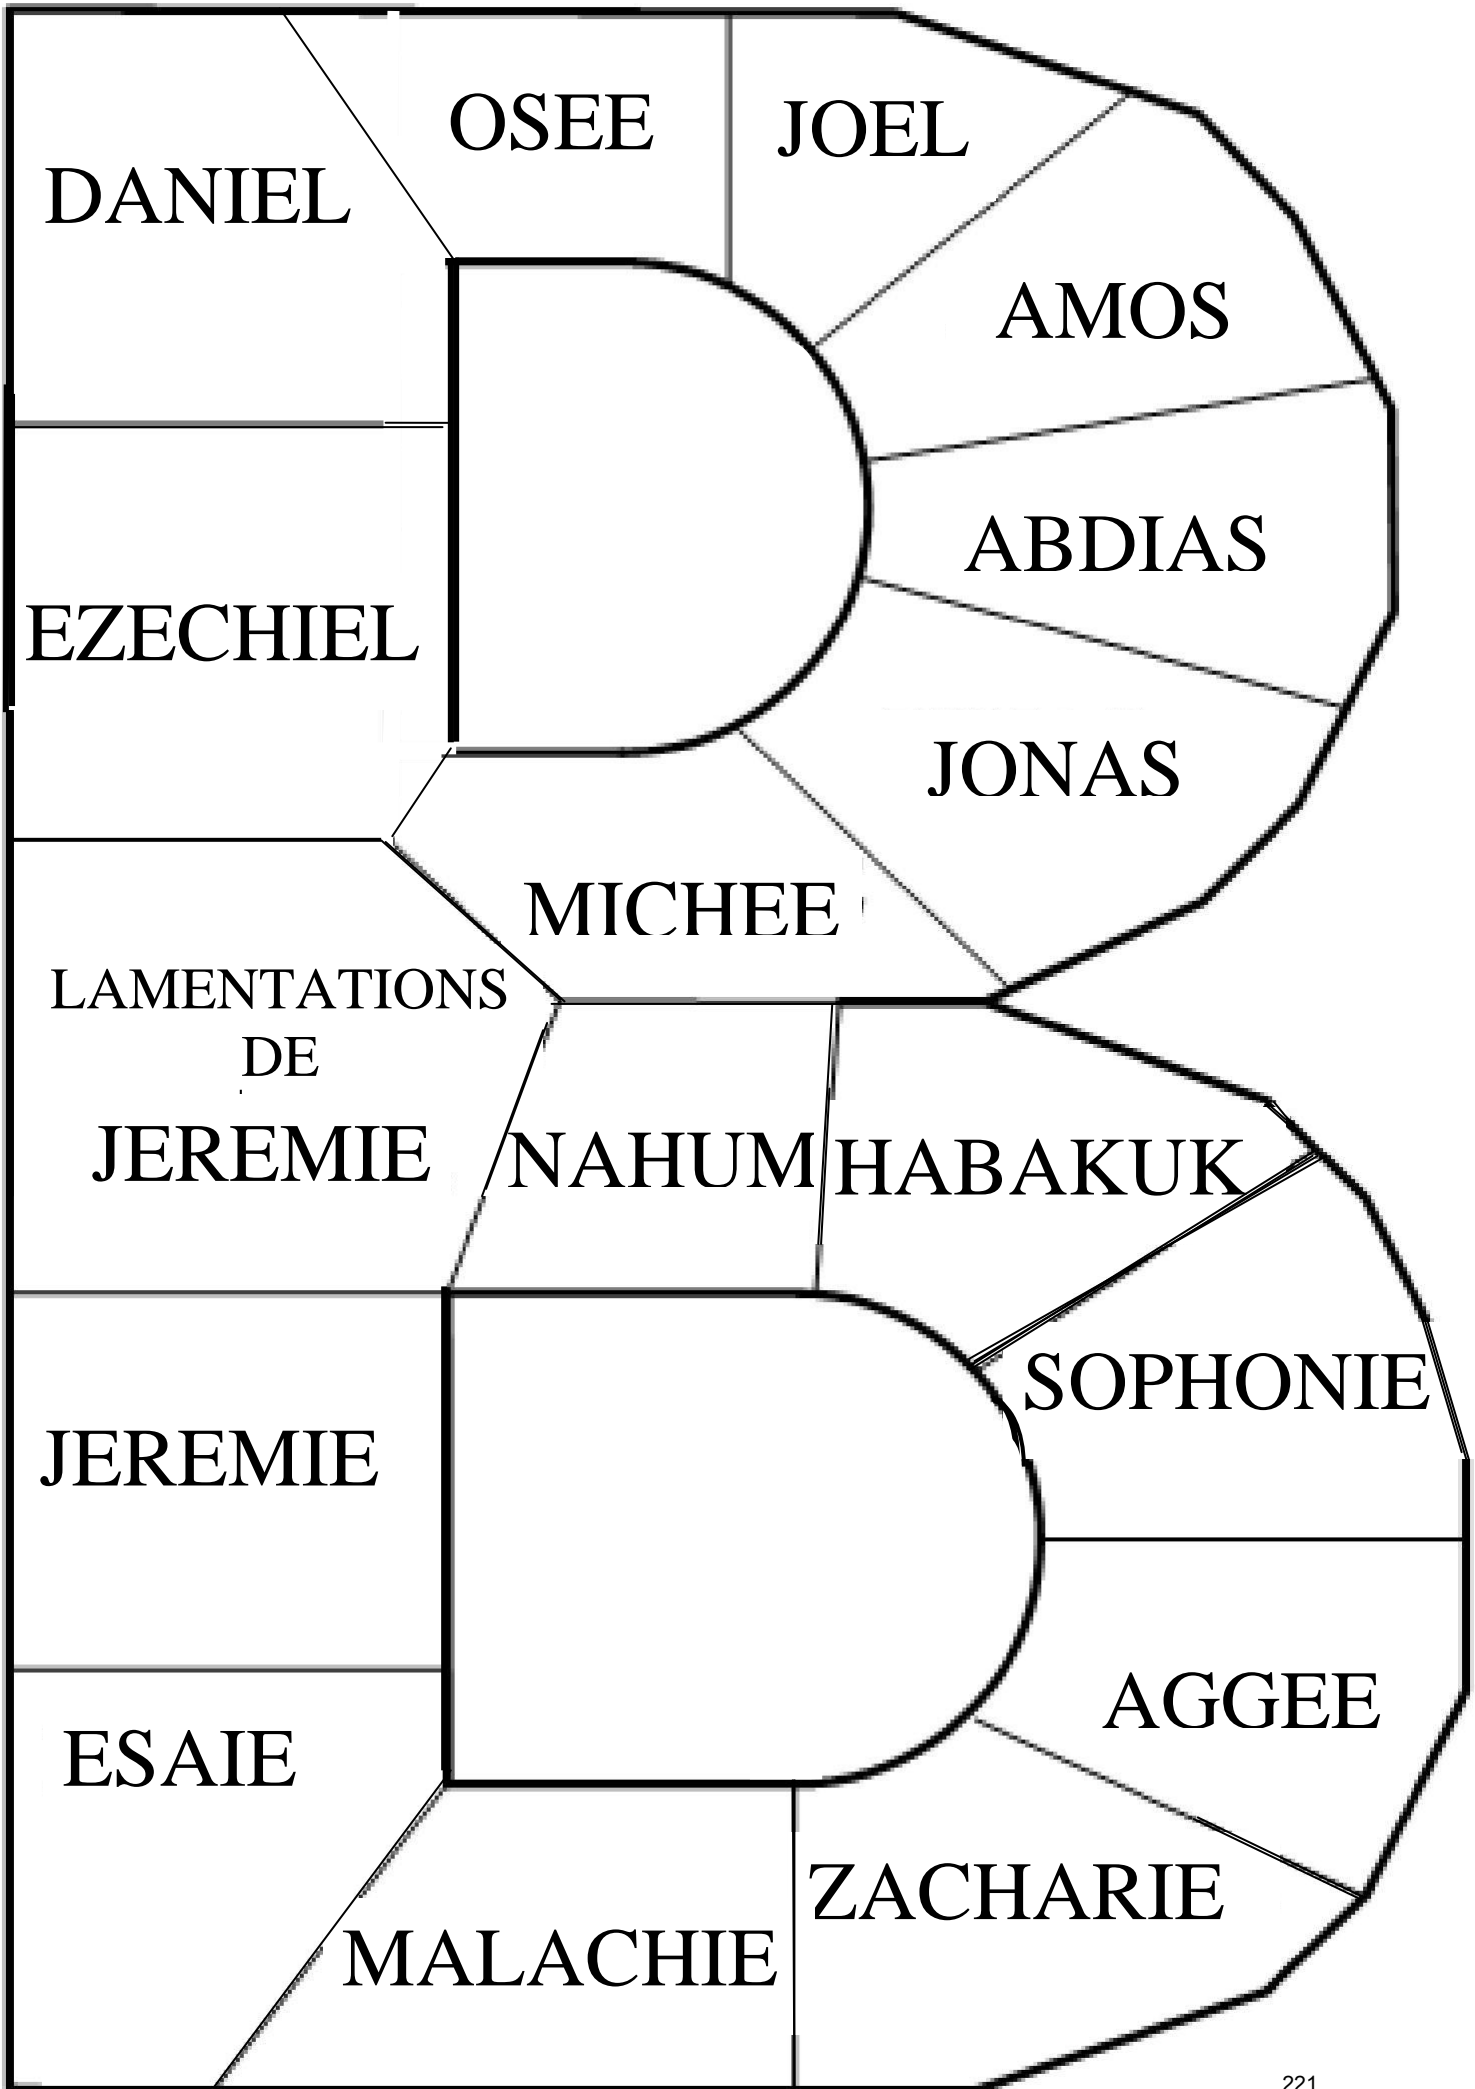 OSEE
JOEL
DANIEL
AMOS
ABDIAS
EZECHIEL
JONAS
MICHEE
LAMENTATIONS
DE
JEREMIE
NAHUM
HABAKUK
SOPHONIE
JEREMIE
AGGEE
ESAIE
ZACHARIE
MALACHIE
221